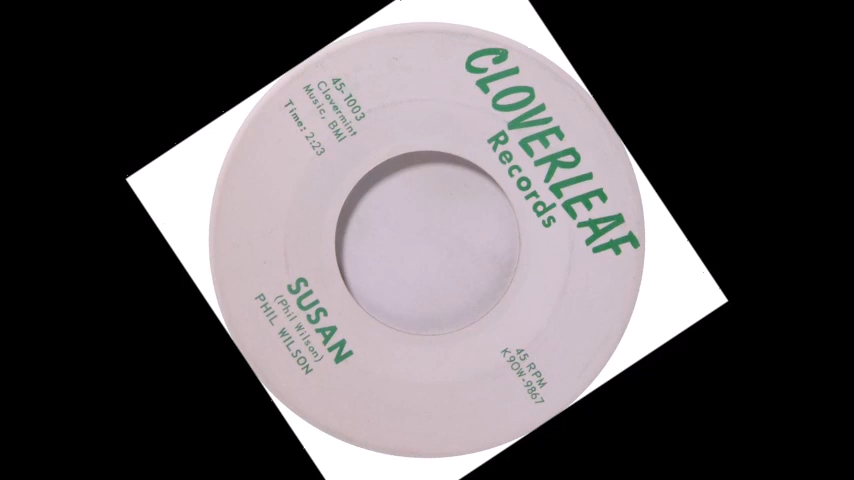 CLOVERLEAF
Records
45-1003
Clovermint
Music, BMI
Time: 2:23
45 RPM
K9OW-9867
SUSAN
(Phil Wilson)
PHIL WILSON